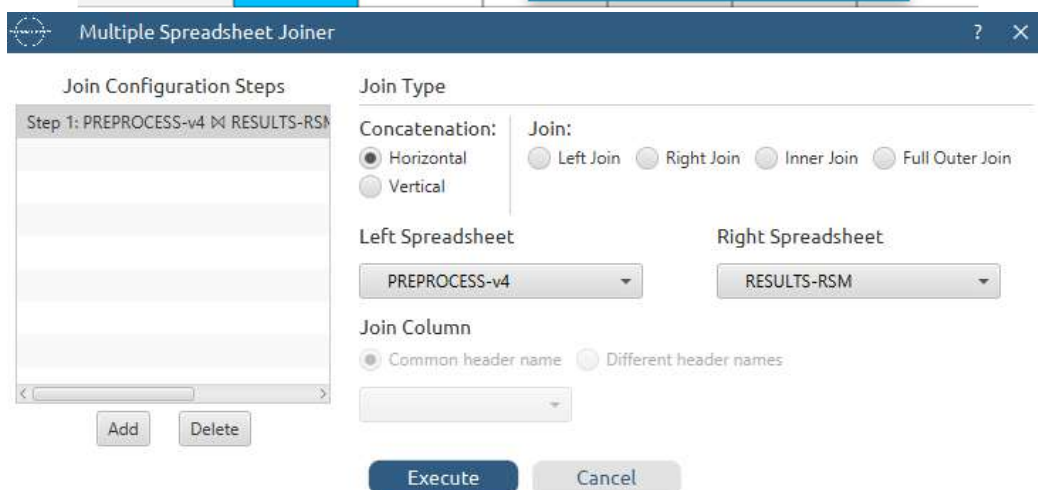 Multiple Spreadsheet Joiner ? ×
Join Configuration Steps
Step 1: PREPROCESS-v4 ⋈ RESULTS-RSM
Add Delete
Join Type
Concatenation:
Horizontal
Vertical
Join:
Left Join Right Join Inner Join Full Outer Join
Left Spreadsheet Right Spreadsheet
PREPROCESS-v4 RESULTS-RSM
Join Column
Common header name Different header names
Execute Cancel